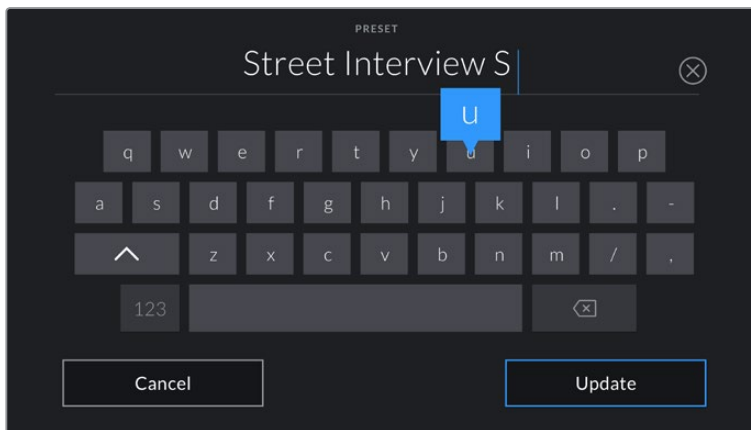 PRESET
Street Interview S
u
q w e r t y u i o p
a s d f g h j k l . -
z x c v b n m / ,
123
Cancel Update